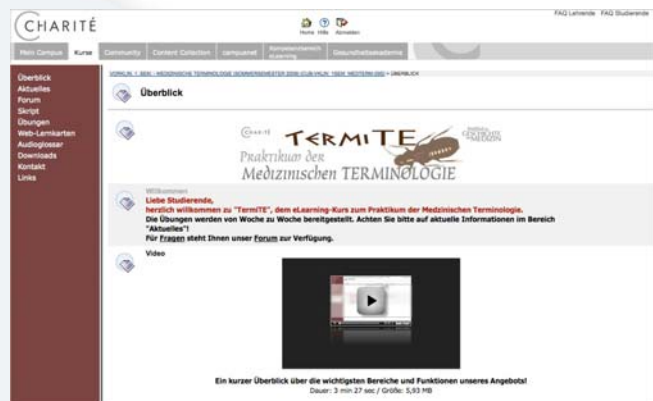 FAQ Lehrende FAQ Studierende
CHARITÉ
Home Hilfe Abmelden
Mein Campus Kurse Community Content Collection campusnet Kompetenzbereich eLearning Gesundheitsakademie
ÜBERBLICK
Überblick
Aktuelles
Forum
Skript
Übungen
Web-Lernkarten
Audioglossar
Downloads
Kontakt
Links
Überblick
CHARITÉ
TERMITE
GESCHICHTE
MEDIZIN
Praktikum der
Medizinischen TERMINOLOGIE
Willkommen
Liebe Studierende,
herzlich willkommen zu "TermiTE", dem eLearning-Kurs zum Praktikum der Medzinischen Terminologie.
Die Übungen werden von Woche zu Woche bereitgestellt. Achten Sie bitte auf aktuelle Informationen im Bereich
"Aktuelles"!
Für Fragen steht Ihnen unser Forum zur Verfügung.
Video
Ein kurzer Überblick über die wichtigsten Bereiche und Funktionen unseres Angebots!
Dauer: 3 min 27 sec / Größe: 5,93 MB